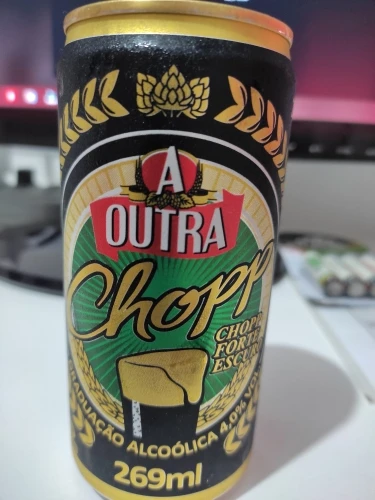 A
OUTRA
Chopp
CHOPP
FORTE
ESCURO
GRADUAÇÃO ALCOÓLICA 4,0% VOL.
269ml